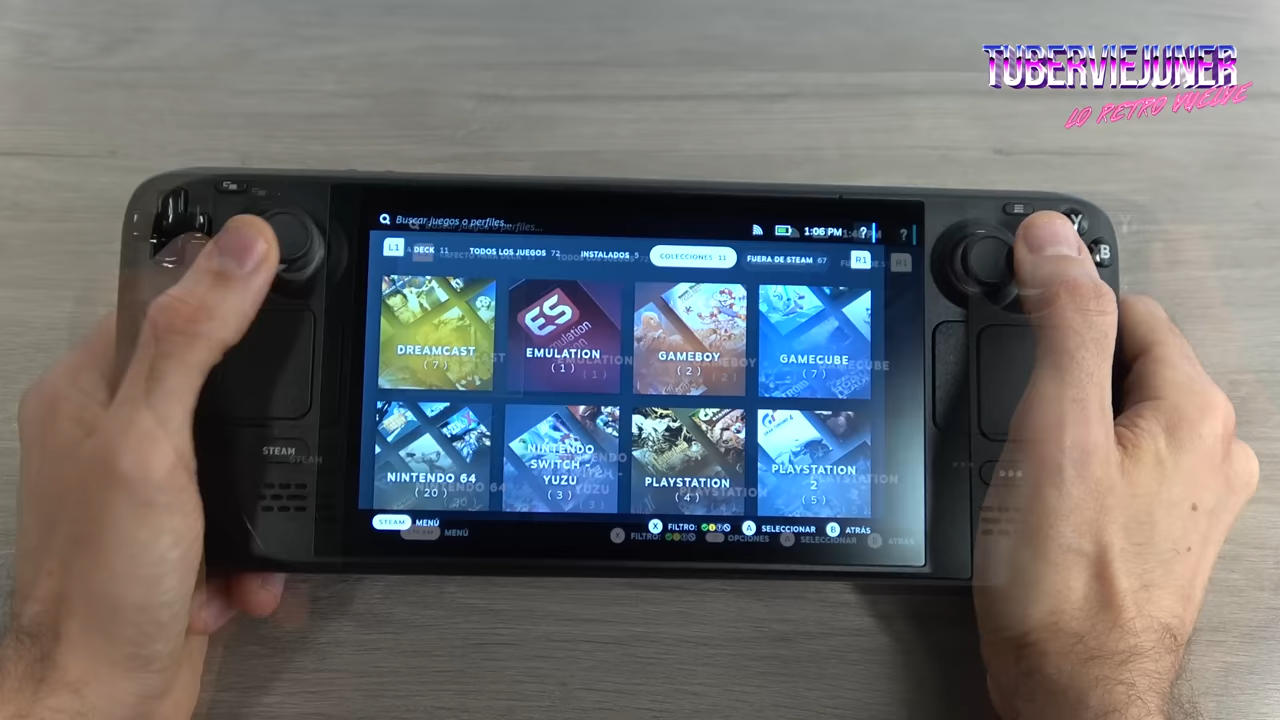 TUBERVIEJUNER
LO RETRO VUELVE
Buscar juegos o perfiles...
1:06 PM ?
L1 A DECK 11 TODOS LOS JUEGOS 72 INSTALADOS 5 COLECCIONES 11 FUERA DE STEAM 67 R1
DREAMCAST
(7)
EMULATION
(1)
GAMEBOY
(2)
GAMECUBE
(7)
ES
Emulation
NINTENDO 64
(20)
NINTENDO
SWITCH -
YUZU
(3)
PLAYSTATION
(4)
PLAYSTATION
2
(5)
STEAM MENÚ
X FILTRO: A SELECCIONAR B ATRÁS
OPCIONES
STEAM
Y
B